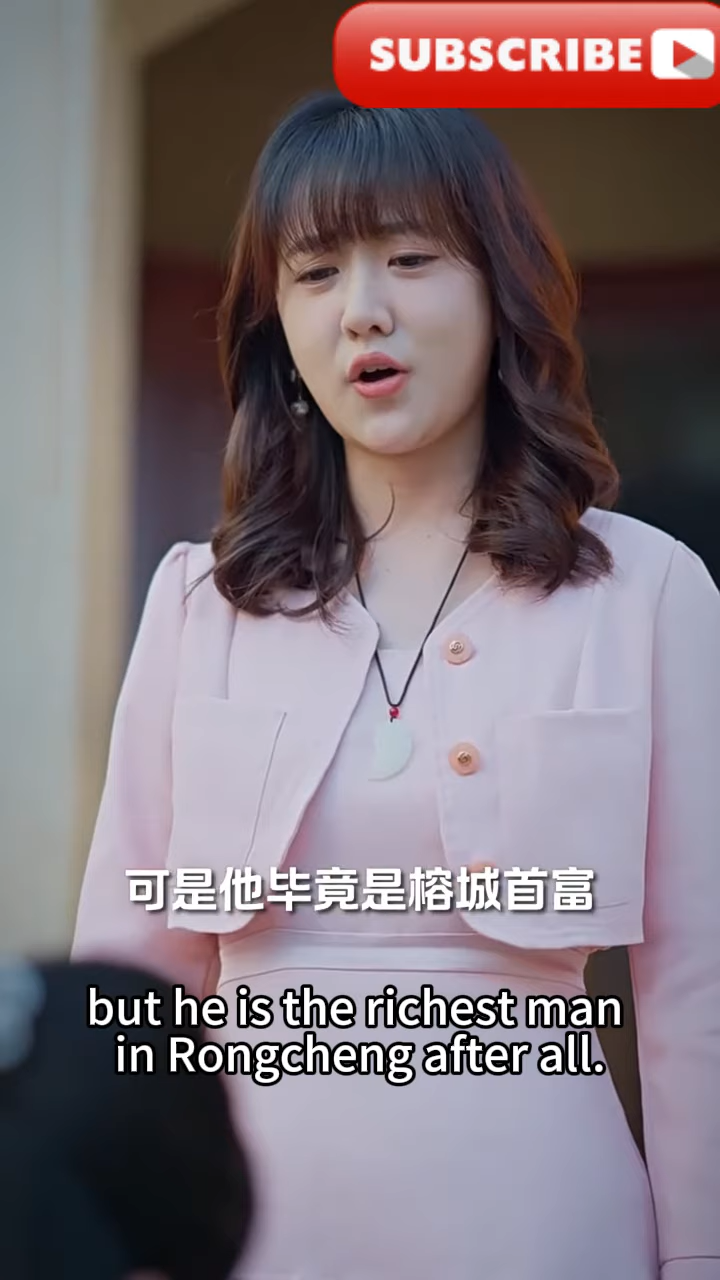 SUBSCRIBE
可是他毕竟是榕城首富
but he is the richest man
in Rongcheng after all.